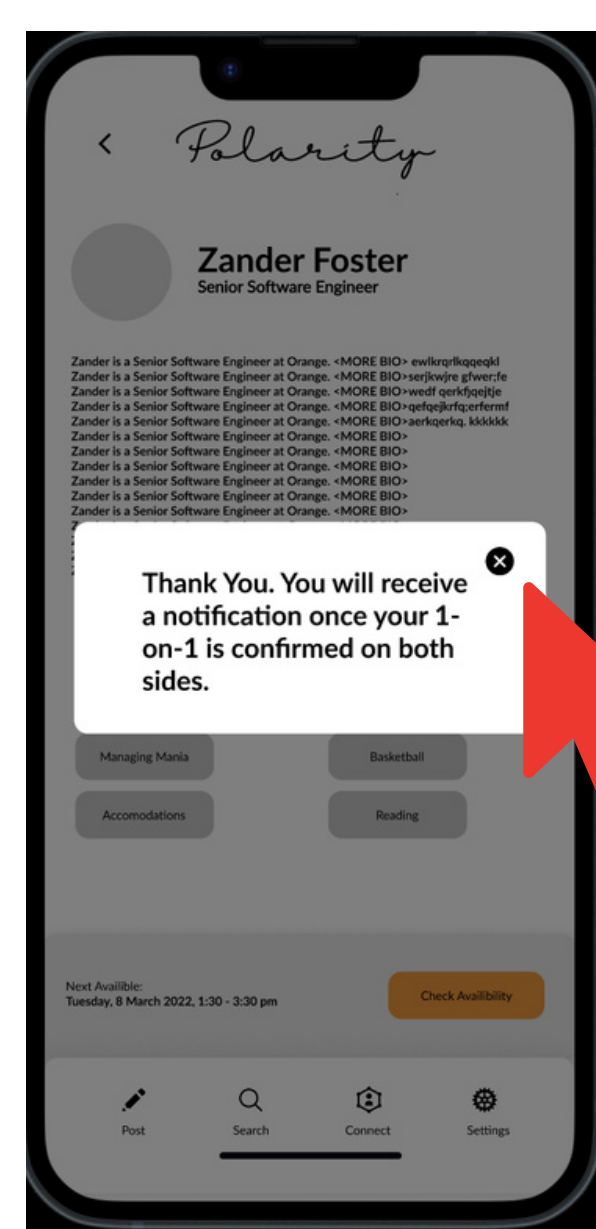 Polarity
Zander Foster
Senior Software Engineer
Zander is a Senior Software Engineer at Orange. <MORE BIO> ewlkrqrlkqqeqkl
Zander is a Senior Software Engineer at Orange. <MORE BIO>serjkwjre gfwer;fe
Zander is a Senior Software Engineer at Orange. <MORE BIO>wedf qerkfjqejtje
Zander is a Senior Software Engineer at Orange. <MORE BIO>qefqejkrfq;erfermf
Zander is a Senior Software Engineer at Orange. <MORE BIO>aerkqerkq. kkkkkk
Zander is a Senior Software Engineer at Orange. <MORE BIO>
Zander is a Senior Software Engineer at Orange. <MORE BIO>
Zander is a Senior Software Engineer at Orange. <MORE BIO>
Zander is a Senior Software Engineer at Orange. <MORE BIO>
Zander is a Senior Software Engineer at Orange. <MORE BIO>
Zander is a Senior Software Engineer at Orange. <MORE BIO>
Thank You. You will receive
a notification once your 1-
on-1 is confirmed on both
sides.
Managing Mania
Basketball
Accomodations
Reading
Next Availible:
Tuesday, 8 March 2022, 1:30 - 3:30 pm
Check Availibility
Post
Search
Connect
Settings